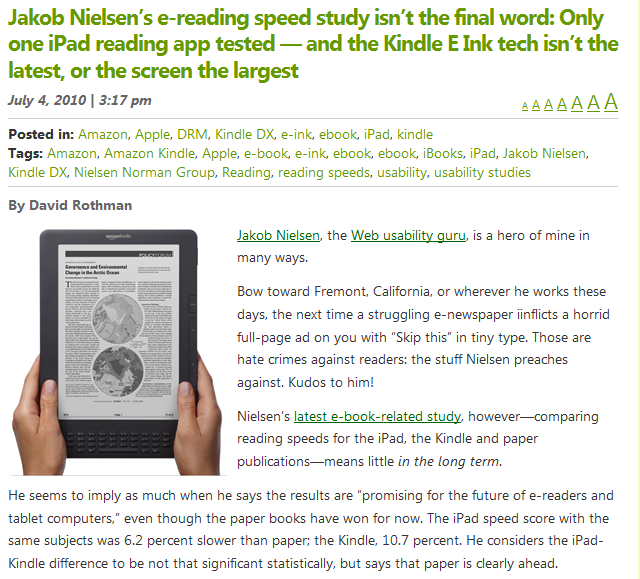 Jakob Nielsen's e-reading speed study isn't the final word: Only
one iPad reading app tested — and the Kindle E Ink tech isn't the
latest, or the screen the largest
July 4, 2010 | 3:17 pm
A A A A A A A
Posted in: Amazon, Apple, DRM, Kindle DX, e-ink, ebook, iPad, kindle
Tags: Amazon, Amazon Kindle, Apple, e-book, e-ink, ebook, ebook, iBooks, iPad, Jakob Nielsen,
Kindle DX, Nielsen Norman Group, Reading, reading speeds, usability, usability studies
By David Rothman
amazonkindle
POLICYFORUM
Governance and Environmental
Change in the Arctic Ocean
Jakob Nielsen, the Web usability guru, is a hero of mine in
many ways.
Bow toward Fremont, California, or wherever he works these
days, the next time a struggling e-newspaper iinflicts a horrid
full-page ad on you with "Skip this" in tiny type. Those are
hate crimes against readers: the stuff Nielsen preaches
against. Kudos to him!
Nielsen's latest e-book-related study, however—comparing
reading speeds for the iPad, the Kindle and paper
publications—means little in the long term.
He seems to imply as much when he says the results are "promising for the future of e-readers and
tablet computers," even though the paper books have won for now. The iPad speed score with the
same subjects was 6.2 percent slower than paper; the Kindle, 10.7 percent. He considers the iPad-
Kindle difference to be not that significant statistically, but says that paper is clearly ahead.